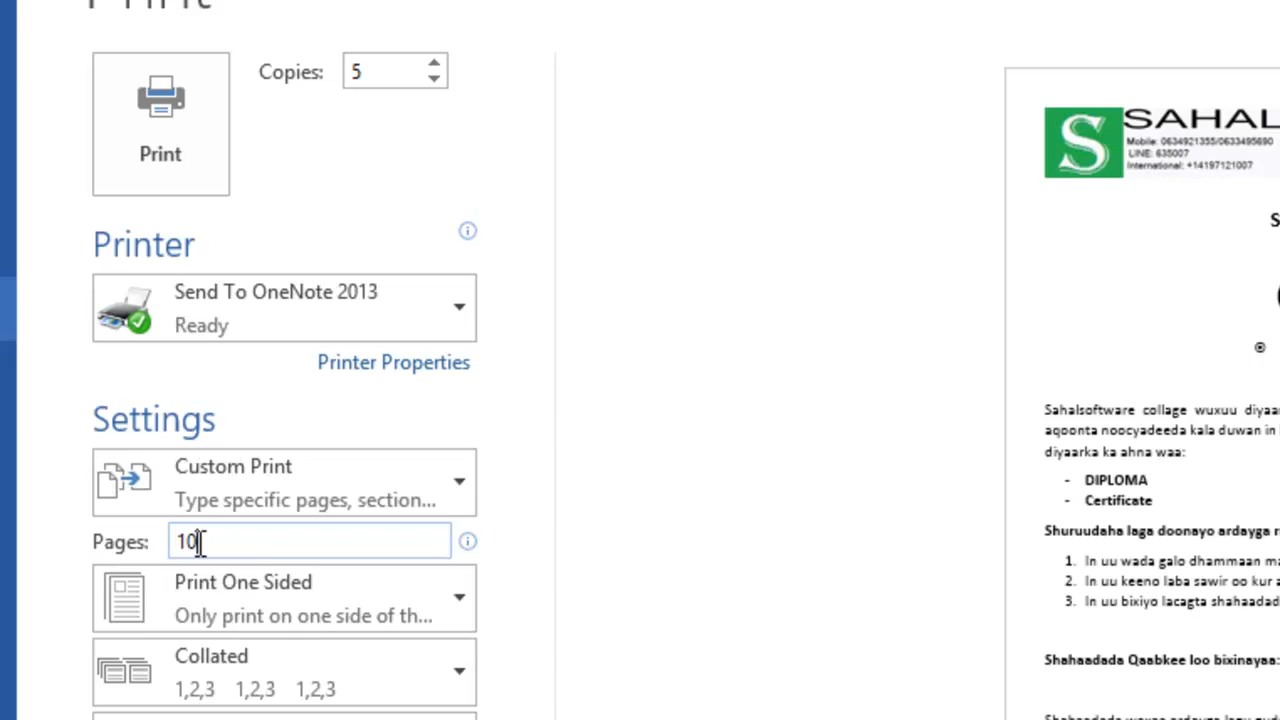 Print
Copies: 5
Print
Printer
Send To OneNote 2013
Ready
Printer Properties
Settings
Custom Print
Type specific pages, section...
Pages: 10
Print One Sided
Only print on one side of th...
Collated
1,2,3 1,2,3 1,2,3
S SAHAL
Mobile: 0634921355/0633495690
LINE: 635007
International: +14197121007
S
Sahalsoftware collage wuxuu diyaa
aqoonta noocyadeeda kala duwan in
diyaarka ka ahna waa:
- DIPLOMA
- Certificate
Shuruudaha laga doonayo ardayga
1. In uu wada galo dhammaan ma
2. In uu keeno laba sawir oo kur a
3. In uu bixiyo lacagta shahaadad
Shahaadada Qaabkee loo bixinayaa: